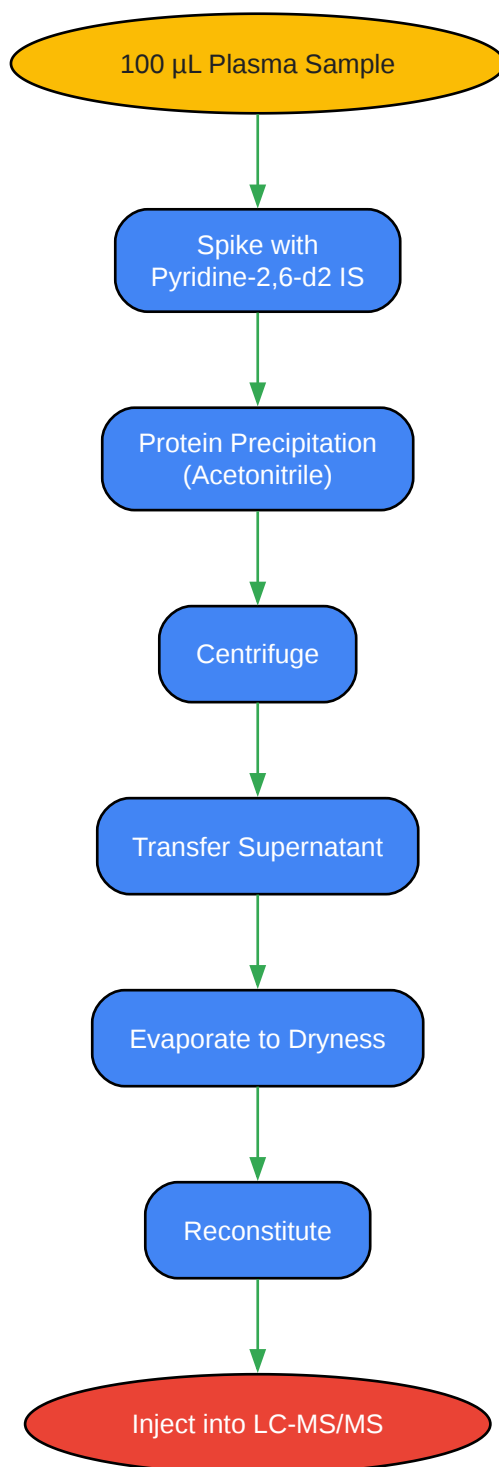 100 µL Plasma Sample
Spike with
Pyridine-2,6-d2 IS
Protein Precipitation
(Acetonitrile)
Centrifuge
Transfer Supernatant
Evaporate to Dryness
Reconstitute
Inject into LC-MS/MS